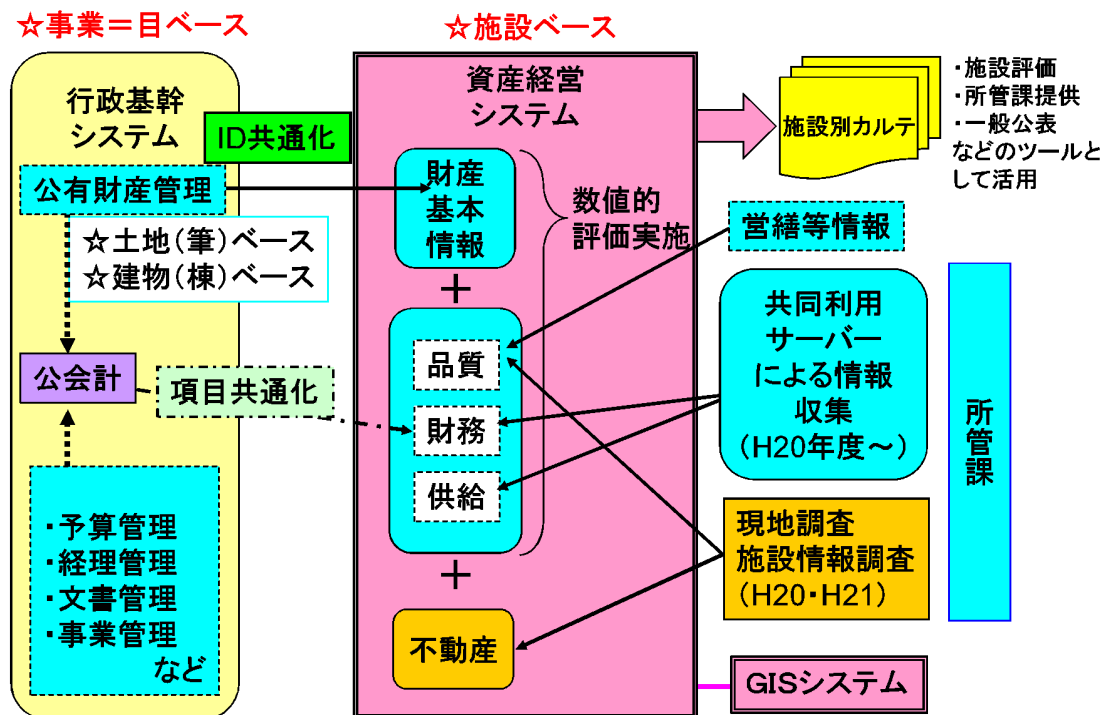 ☆事業＝目ベース
☆施設ベース
行政基幹
システム
ID共通化
公有財産管理
☆土地(筆)ベース
☆建物(棟)ベース
公会計
項目共通化
・予算管理
・経理管理
・文書管理
・事業管理
など
資産経営
システム
財産
基本
情報
数値的
評価実施
＋
品質
財務
供給
＋
不動産
施設別カルテ
・施設評価
・所管課提供
・一般公表
などのツールと
して活用
営繕等情報
共同利用
サーバー
による情報
収集
(H20年度～)
現地調査
施設情報調査
(H20・H21)
所管課
GISシステム